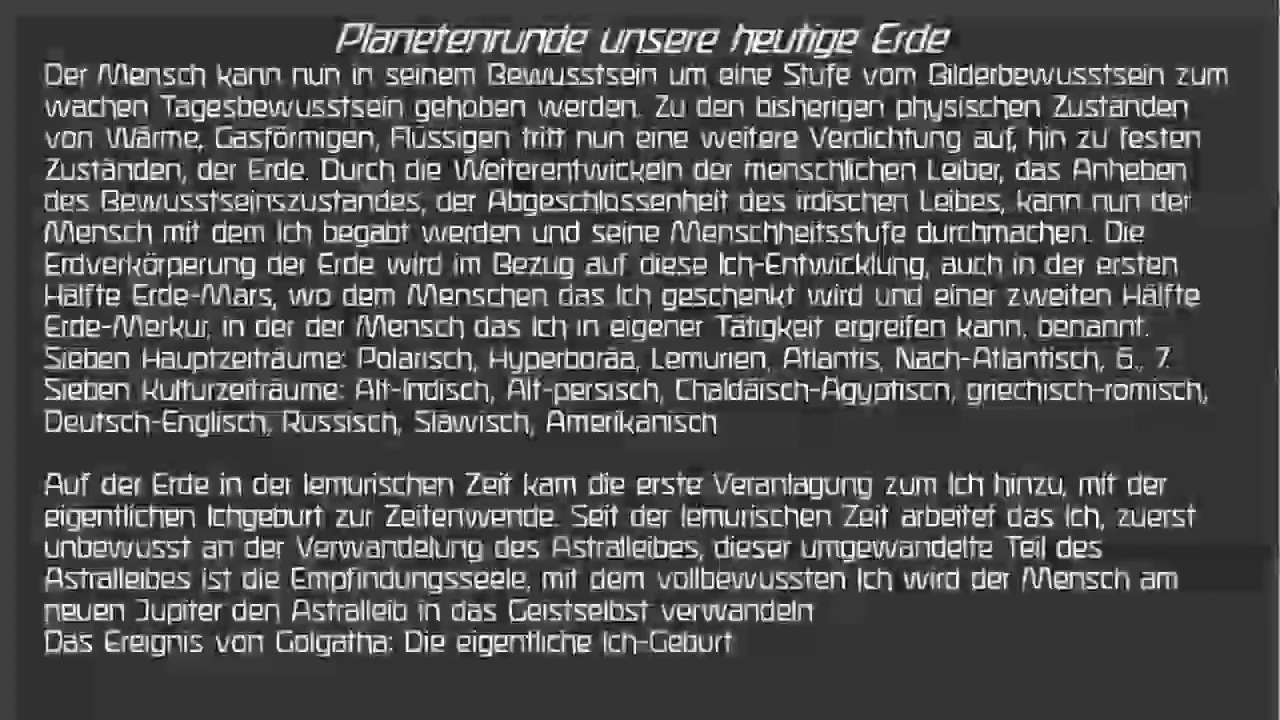 Planetenrunde unsere heutige Erde
Der Mensch kann nun in seinem Bewusstsein um eine Stufe vom Bilderbewusstsein zum
wachen Tagesbewusstsein gehoben werden. Zu den bisherigen physischen Zuständen
von Wärme, Gasförmigen, Flüssigen tritt nun eine weitere Verdichtung auf, hin zu festen
Zuständen, der Erde. Durch die Weiterentwickeln der menschlichen Leiber, das Anheben
des Bewusstseinszustandes, der Abgeschlossenheit des irdischen Leibes, kann nun der
Mensch mit dem Ich begabt werden und seine Menschheitsstufe durchmachen. Die
Erdverkörperung der Erde wird im Bezug auf diese Ich-Entwicklung, auch in der ersten
Hälfte Erde-Mars, wo dem Menschen das Ich geschenkt wird und einer zweiten Hälfte
Erde-Merkur, in der der Mensch das Ich in eigener Tätigkeit ergreifen kann, benannt.
Sieben Hauptzeiträume: Polarisch, Hyperboräa, Lemurien, Atlantis, Nach-Atlantisch, 6., 7.
Sieben Kulturzeiträume: Alt-Indisch, Alt-persisch, Chaldäisch-Ägyptisch, griechisch-römisch,
Deutsch-Englisch, Russisch, Slawisch, Amerikanisch
Auf der Erde in der lemurischen Zeit kam die erste Veranlagung zum Ich hinzu, mit der
eigentlichen Ichgeburt zur Zeitenwende. Seit der lemurischen Zeit arbeitet das Ich, zuerst
unbewusst an der Verwandelung des Astralleibes, dieser umgewandelte Teil des
Astralleibes ist die Empfindungsseele, mit dem vollbewussten Ich wird der Mensch am
neuen Jupiter den Astralleib in das Geistselbst verwandeln
Das Ereignis von Golgatha: Die eigentliche Ich-Geburt